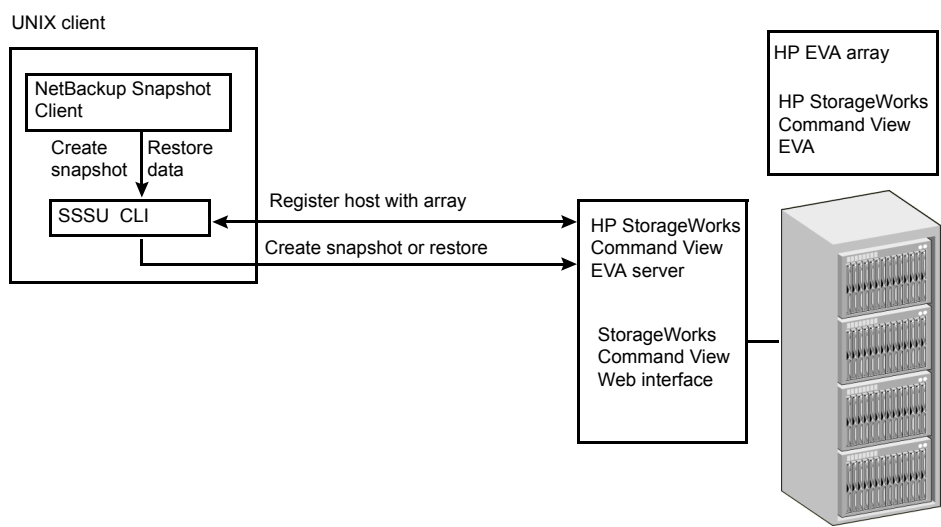 UNIX client
NetBackup Snapshot
Client
Create
snapshot
Restore
data
SSSU CLI
Register host with array
Create snapshot or restore
HP StorageWorks
Command View
EVA server
StorageWorks
Command View
Web interface
HP EVA array
HP StorageWorks
Command View
EVA